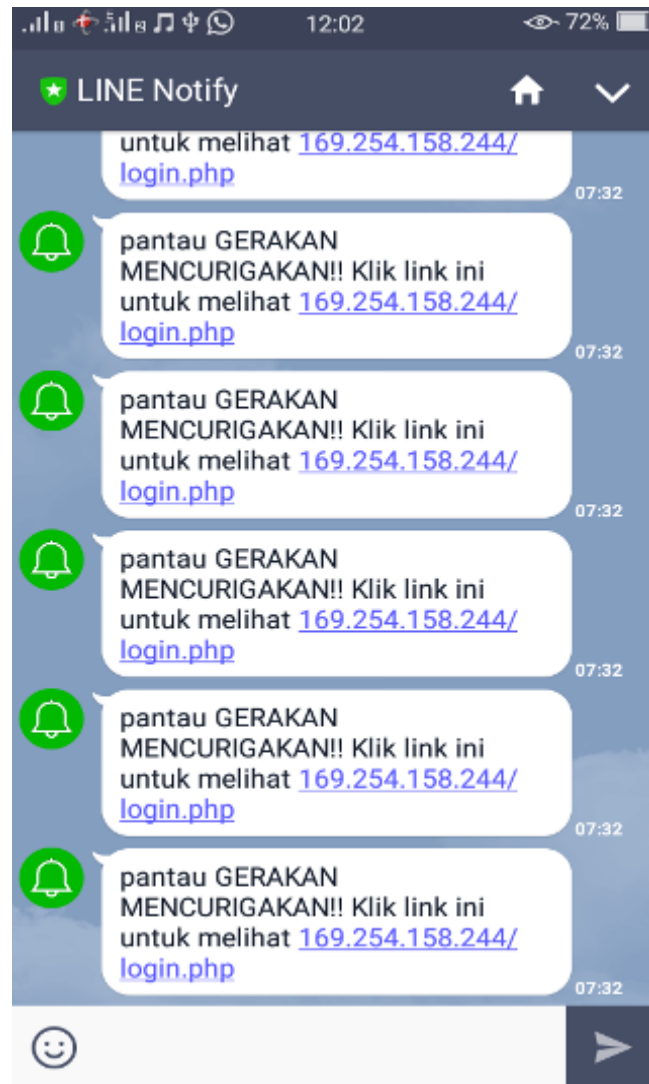 12:02
72%
LINE Notify
untuk melihat 169.254.158.244/
login.php
07:32
pantau GERAKAN
MENCURIGAKAN!! Klik link ini
untuk melihat 169.254.158.244/
login.php
07:32
pantau GERAKAN
MENCURIGAKAN!! Klik link ini
untuk melihat 169.254.158.244/
login.php
07:32
pantau GERAKAN
MENCURIGAKAN!! Klik link ini
untuk melihat 169.254.158.244/
login.php
07:32
pantau GERAKAN
MENCURIGAKAN!! Klik link ini
untuk melihat 169.254.158.244/
login.php
07:32
pantau GERAKAN
MENCURIGAKAN!! Klik link ini
untuk melihat 169.254.158.244/
login.php
07:32